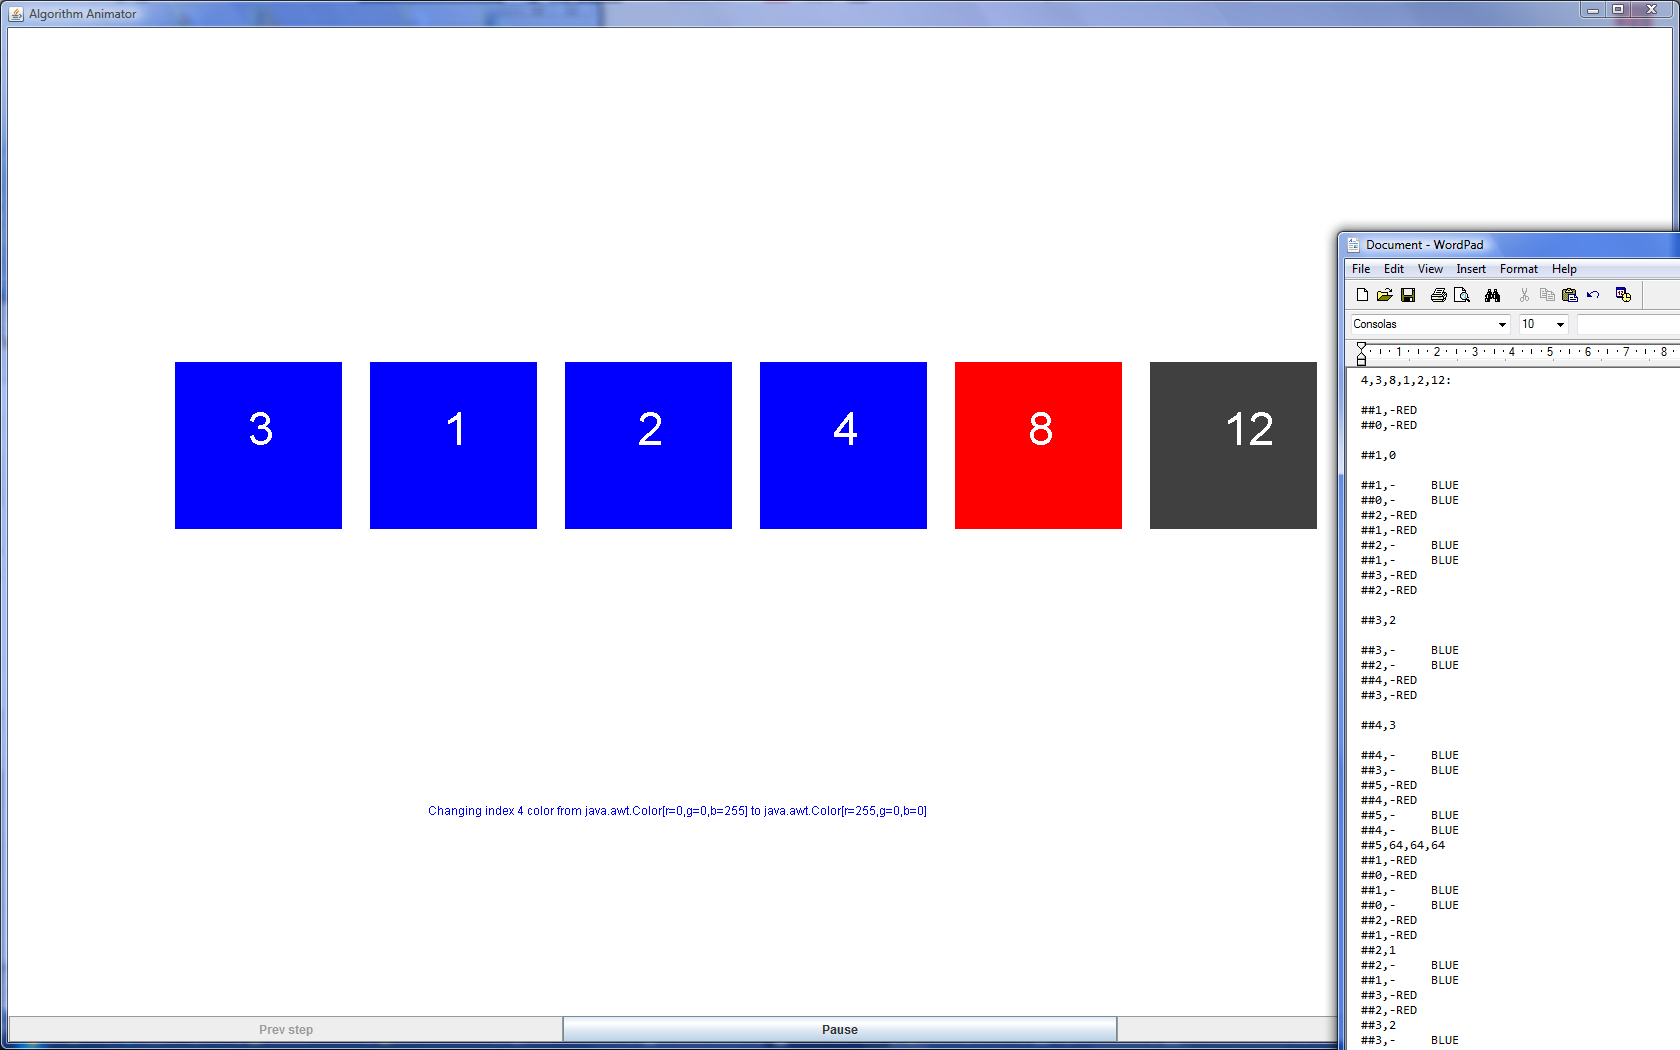 Algorithm Animator
3 1 2 4 8 12
Changing index 4 color from java.awt.Color[r=0,g=0,b=255] to java.awt.Color[r=255,g=0,b=0]
Prev step Pause
Document - WordPad
File Edit View Insert Format Help
Consolas 10
1 2 3 4 5 6 7 8
4,3,8,1,2,12:
##1,-RED
##0,-RED
##1,0
##1,- BLUE
##0,- BLUE
##2,-RED
##1,-RED
##2,- BLUE
##1,- BLUE
##3,-RED
##2,-RED
##3,2
##3,- BLUE
##2,- BLUE
##4,-RED
##3,-RED
##4,3
##4,- BLUE
##3,- BLUE
##5,-RED
##4,-RED
##5,- BLUE
##4,- BLUE
##5,64,64,64
##1,-RED
##0,-RED
##1,- BLUE
##0,- BLUE
##2,-RED
##1,-RED
##2,1
##2,- BLUE
##1,- BLUE
##3,-RED
##2,-RED
##3,2
##3,- BLUE